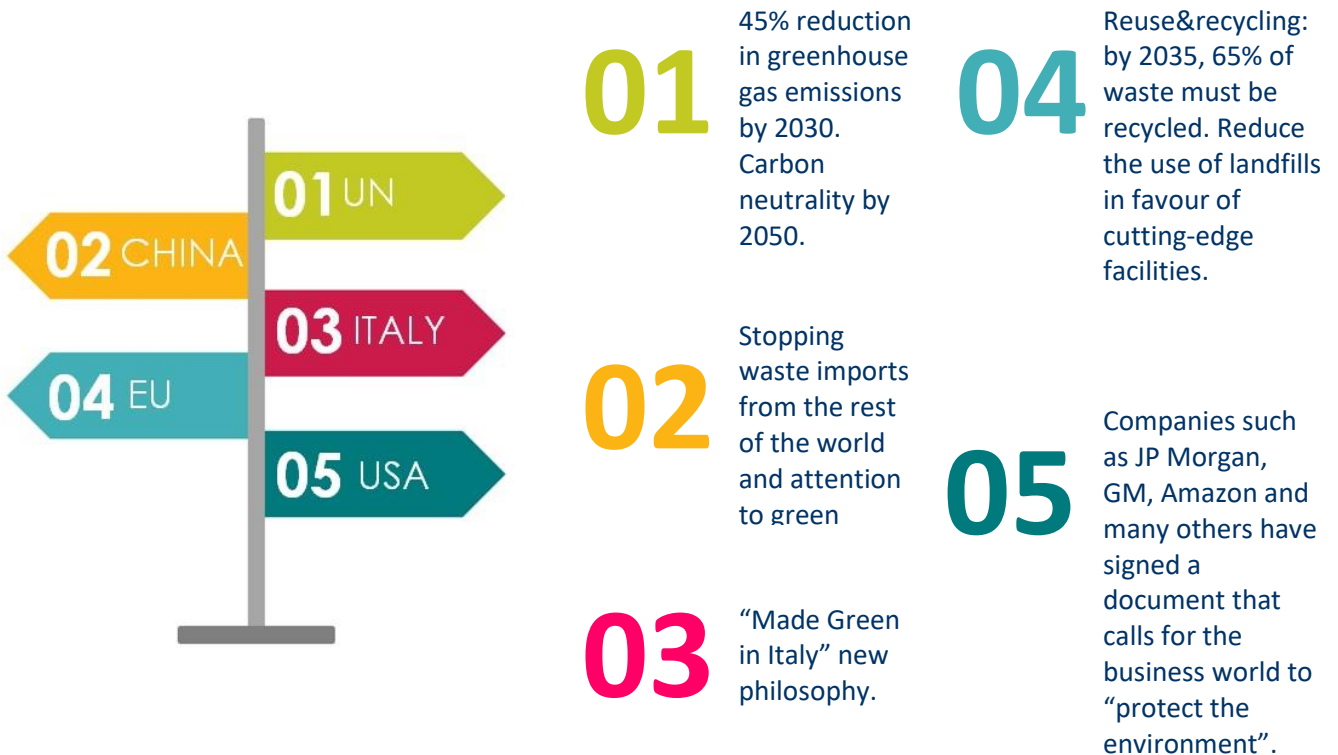 01 UN
02 CHINA
03 ITALY
04 EU
05 USA
01
45% reduction
in greenhouse
gas emissions
by 2030.
Carbon
neutrality by
2050.
02
Stopping
waste imports
from the rest
of the world
and attention
to green
03
“Made Green
in Italy” new
philosophy.
04
Reuse&recycling:
by 2035, 65% of
waste must be
recycled. Reduce
the use of landfills
in favour of
cutting-edge
facilities.
05
Companies such
as JP Morgan,
GM, Amazon and
many others have
signed a
document that
calls for the
business world to
“protect the
environment”.